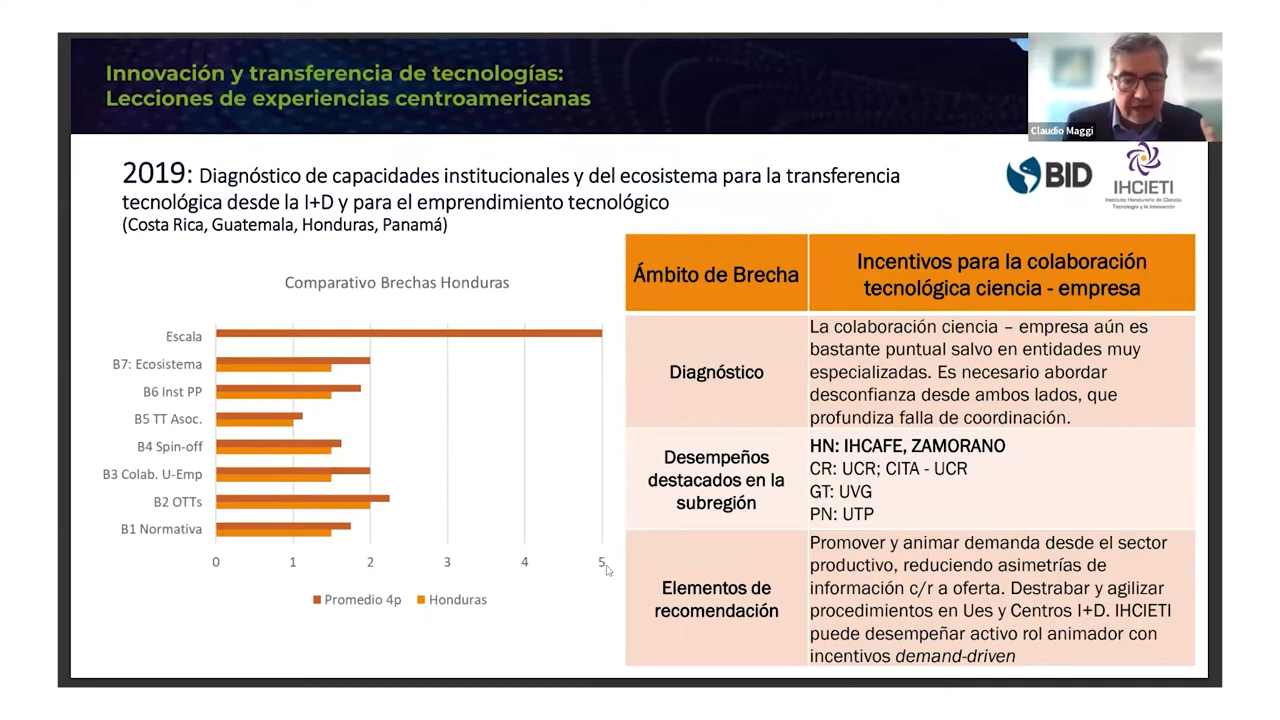 Innovación y transferencia de tecnologías:
Lecciones de experiencias centroamericanas
Claudio Maggi
2019: Diagnóstico de capacidades institucionales y del ecosistema para la transferencia
tecnológica desde la I+D y para el emprendimiento tecnológico
(Costa Rica, Guatemala, Honduras, Panamá)
BID
IHCIETI
Instituto Hondureño de Ciencia,
Tecnología y la Innovación
Comparativo Brechas Honduras
Escala
B7: Ecosistema
B6 Inst PP
B5 TT Asoc.
B4 Spin-off
B3 Colab. U-Emp
B2 OTTs
B1 Normativa
0 1 2 3 4 5
Promedio 4p Honduras
Ámbito de Brecha
Incentivos para la colaboración
tecnológica ciencia - empresa
Diagnóstico
La colaboración ciencia – empresa aún es
bastante puntual salvo en entidades muy
especializadas. Es necesario abordar
desconfianza desde ambos lados, que
profundiza falla de coordinación.
Desempeños
destacados en la
subregión
HN: IHCAFE, ZAMORANO
CR: UCR; CITA - UCR
GT: UVG
PN: UTP
Elementos de
recomendación
Promover y animar demanda desde el sector
productivo, reduciendo asimetrías de
información c/r a oferta. Destrabar y agilizar
procedimientos en Ues y Centros I+D. IHCIETI
puede desempeñar activo rol animador con
incentivos demand-driven